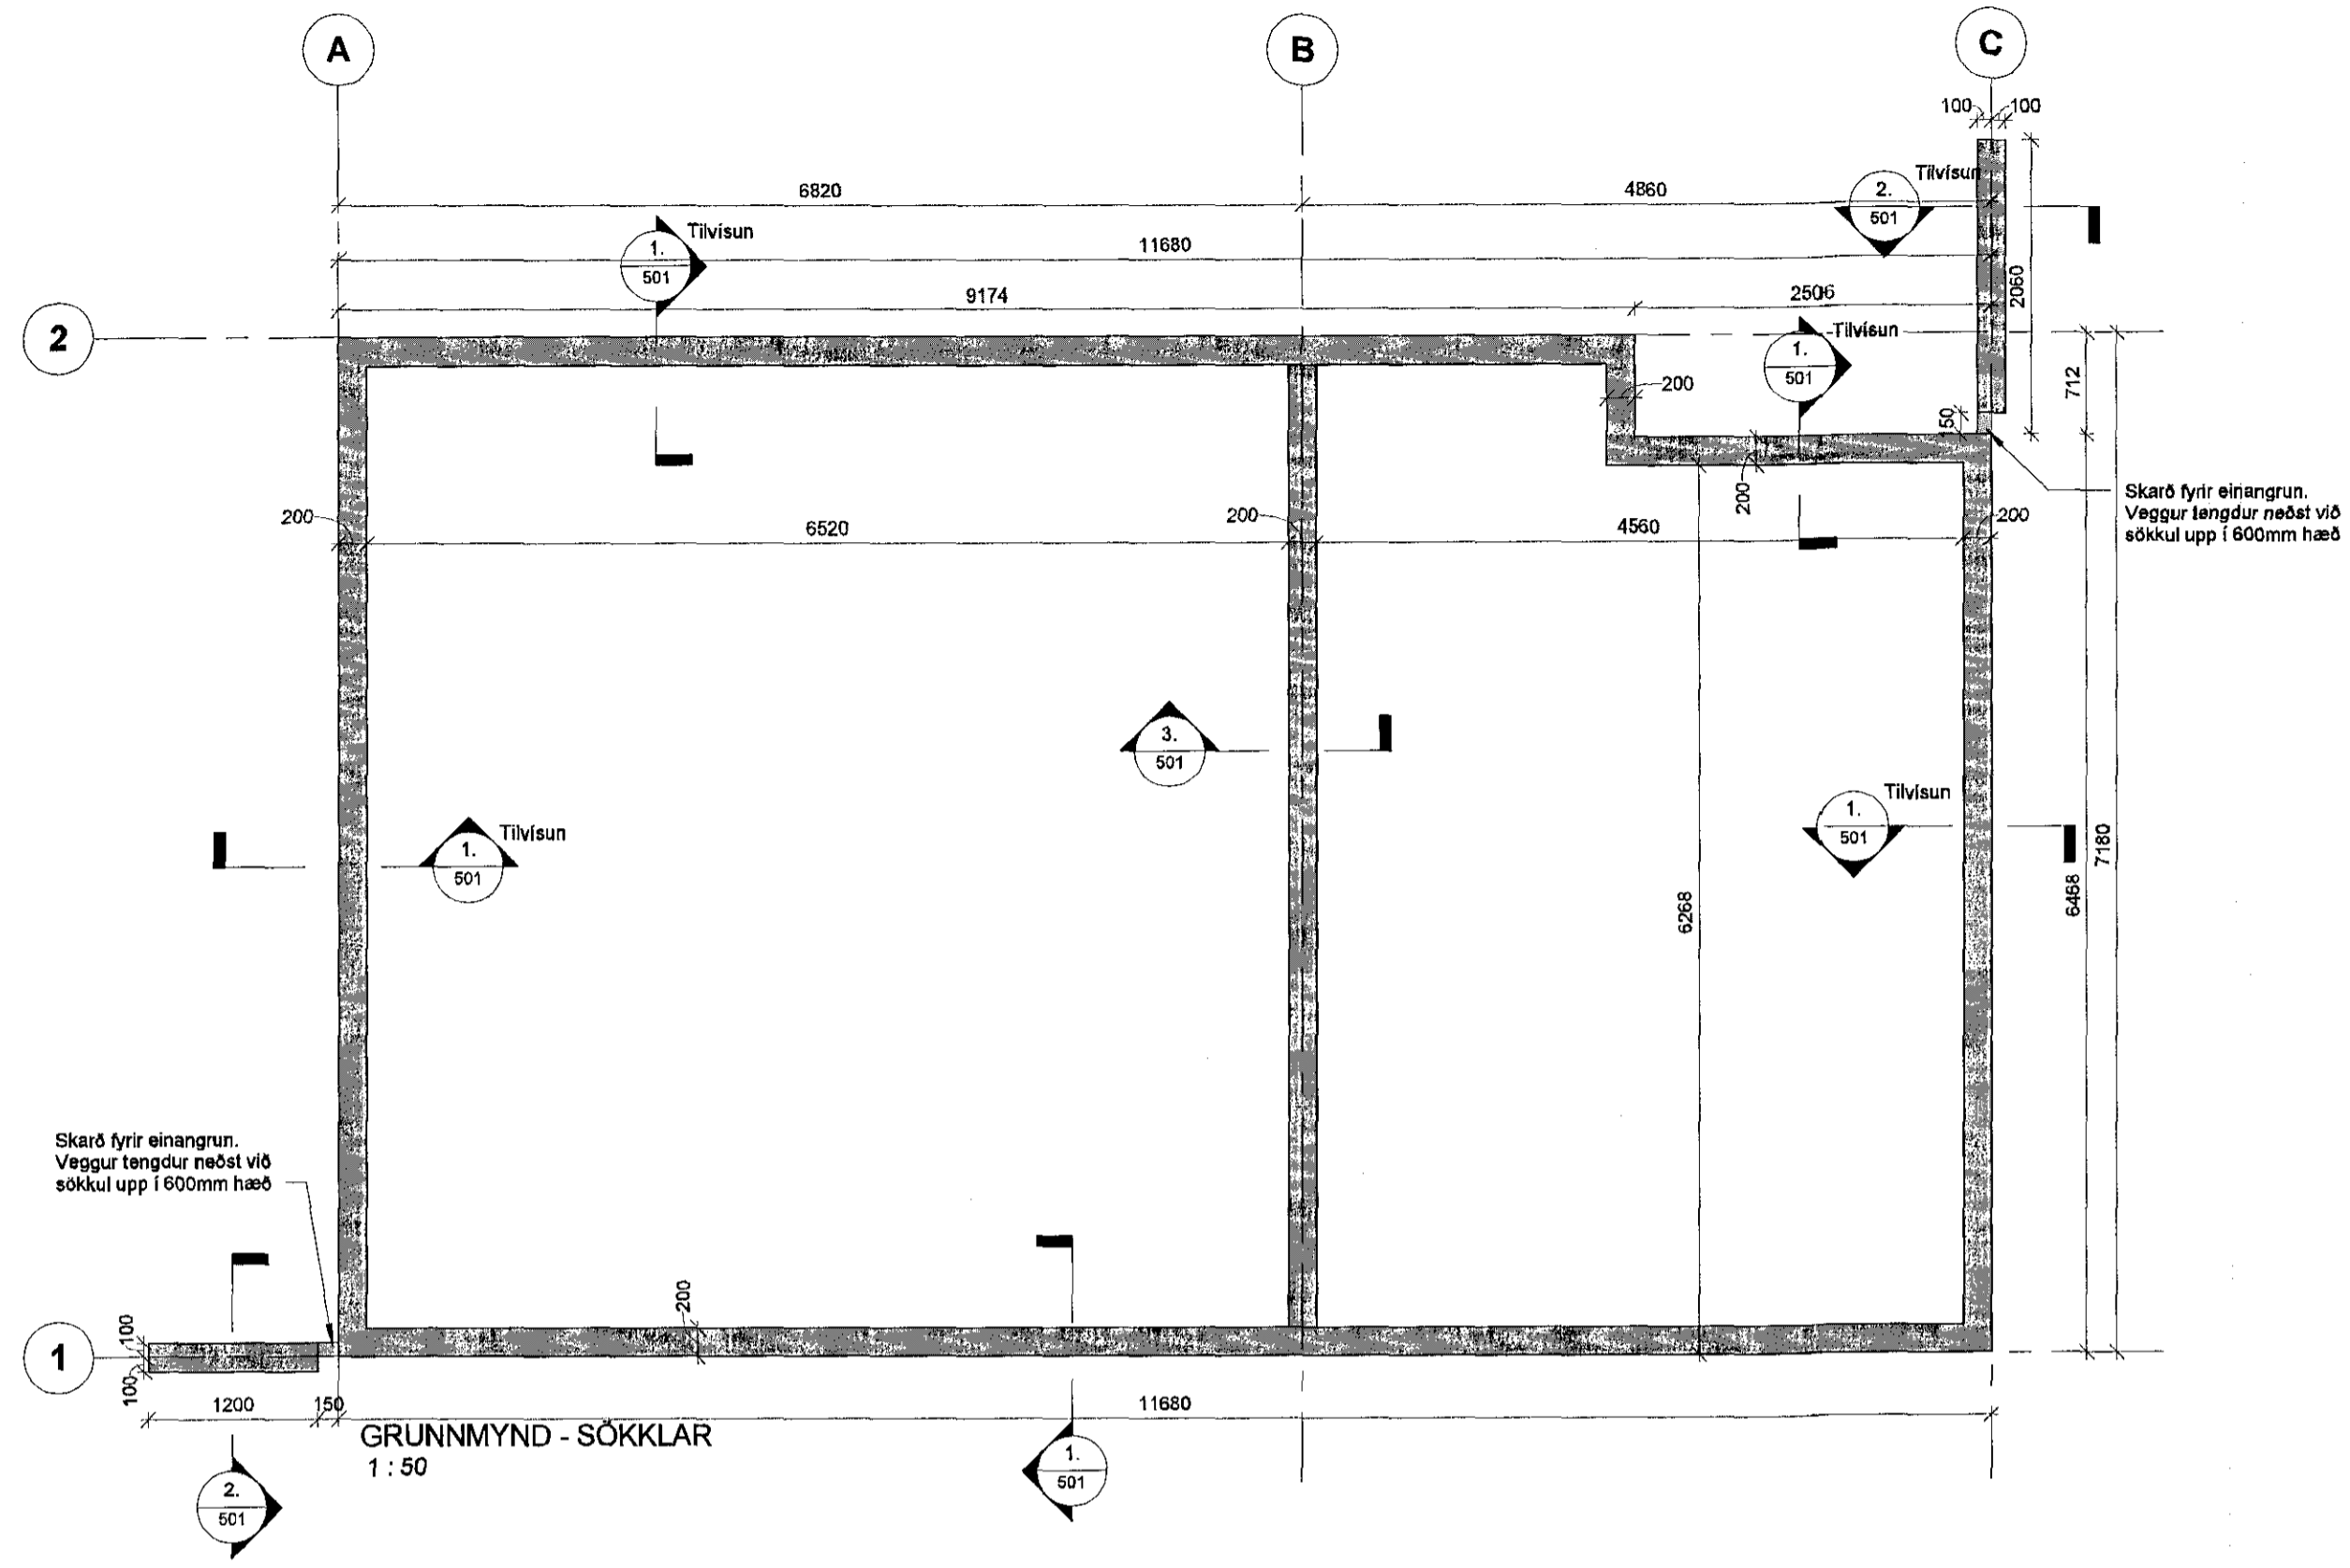 A
B
C
100
100
Tilvísun
6820
4860
2.
501
Tilvísun
1.
501
11680
2060
9174
2506
2
Tilvísun
1.
501
200
712
150
200
Skarð fyrir einangrun.
Veggur tengdur neðst við
sökkul upp í 600mm hæð
200
6520
200
4560
200
3.
501
Tilvísun
1.
501
1.
501
Tilvísun
7180
6468
6268
Skarð fyrir einangrun.
Veggur tengdur neðst við
sökkul upp í 600mm hæð
200
100
1
100
1200
150
11680
GRUNNMYND - SÖKKLAR
1 : 50
1.
501
2.
501